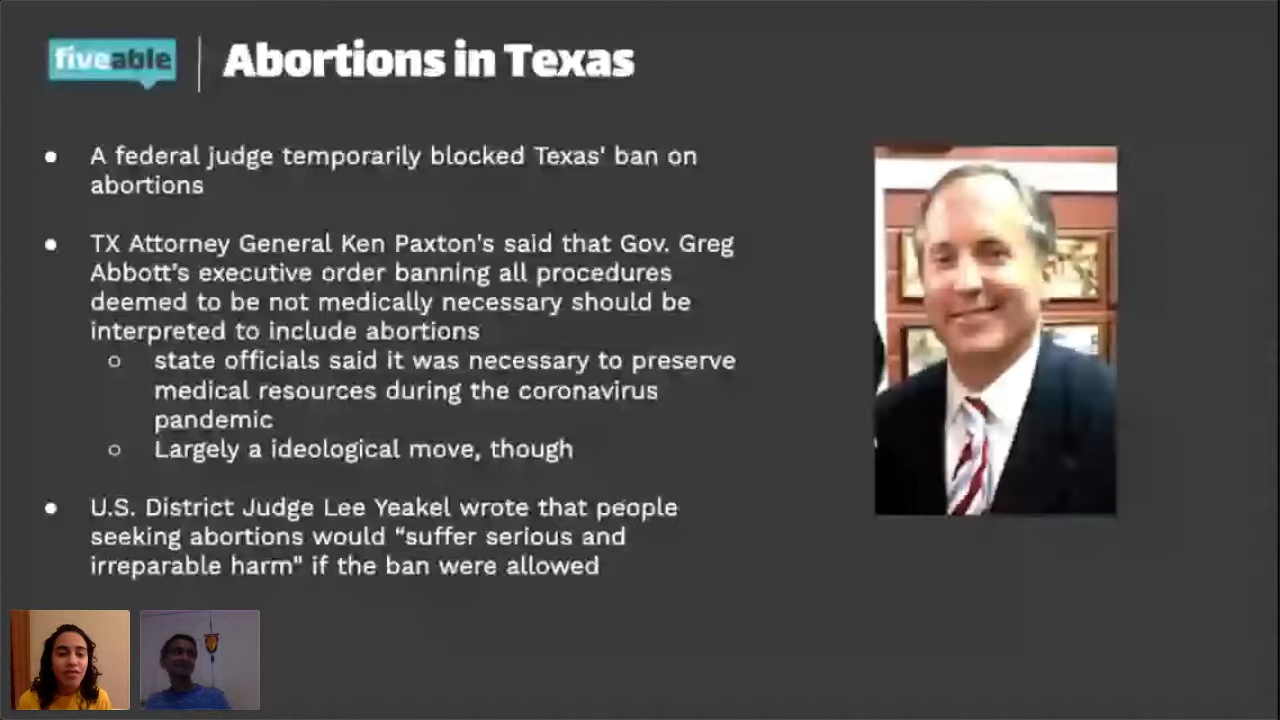 fiveable
Abortions in Texas
● A federal judge temporarily blocked Texas' ban on
abortions
● TX Attorney General Ken Paxton's said that Gov. Greg
Abbott's executive order banning all procedures
deemed to be not medically necessary should be
interpreted to include abortions
○ state officials said it was necessary to preserve
medical resources during the coronavirus
pandemic
○ Largely a ideological move, though
● U.S. District Judge Lee Yeakel wrote that people
seeking abortions would “suffer serious and
irreparable harm" if the ban were allowed